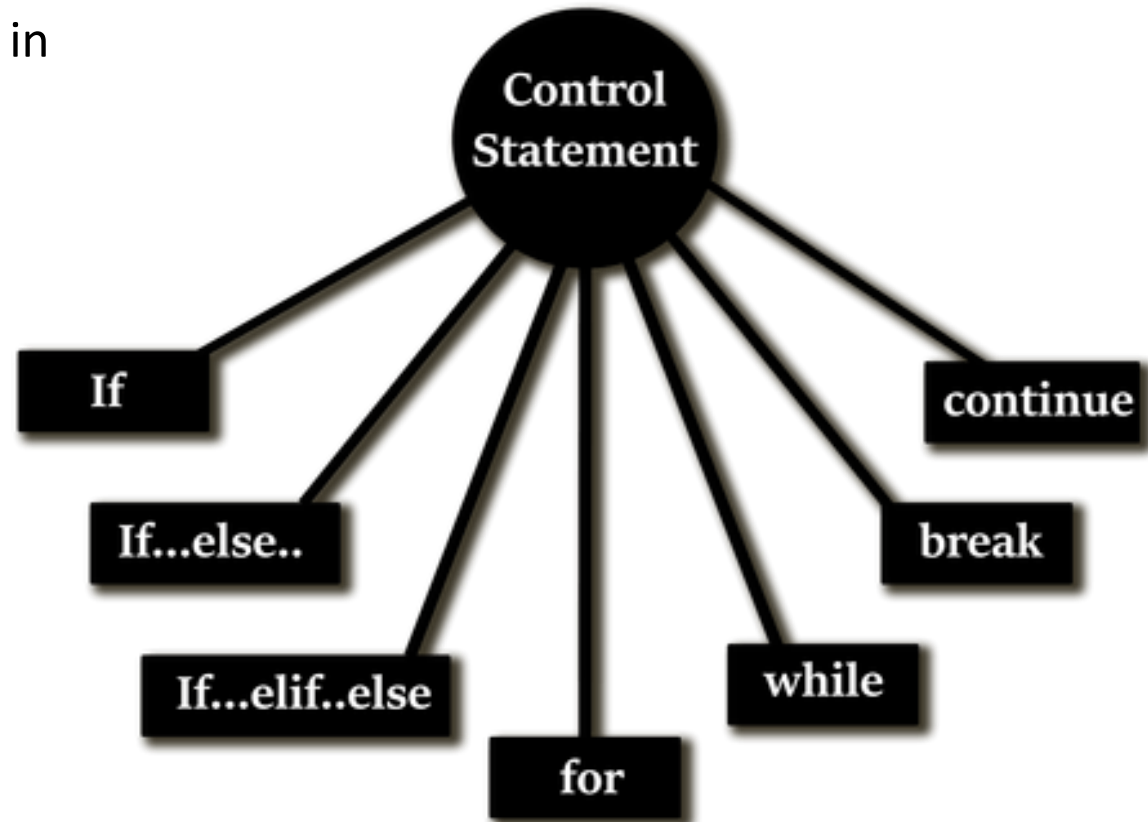 in
Control
Statement
If
continue
If...else..
break
If...elif..else
while
for